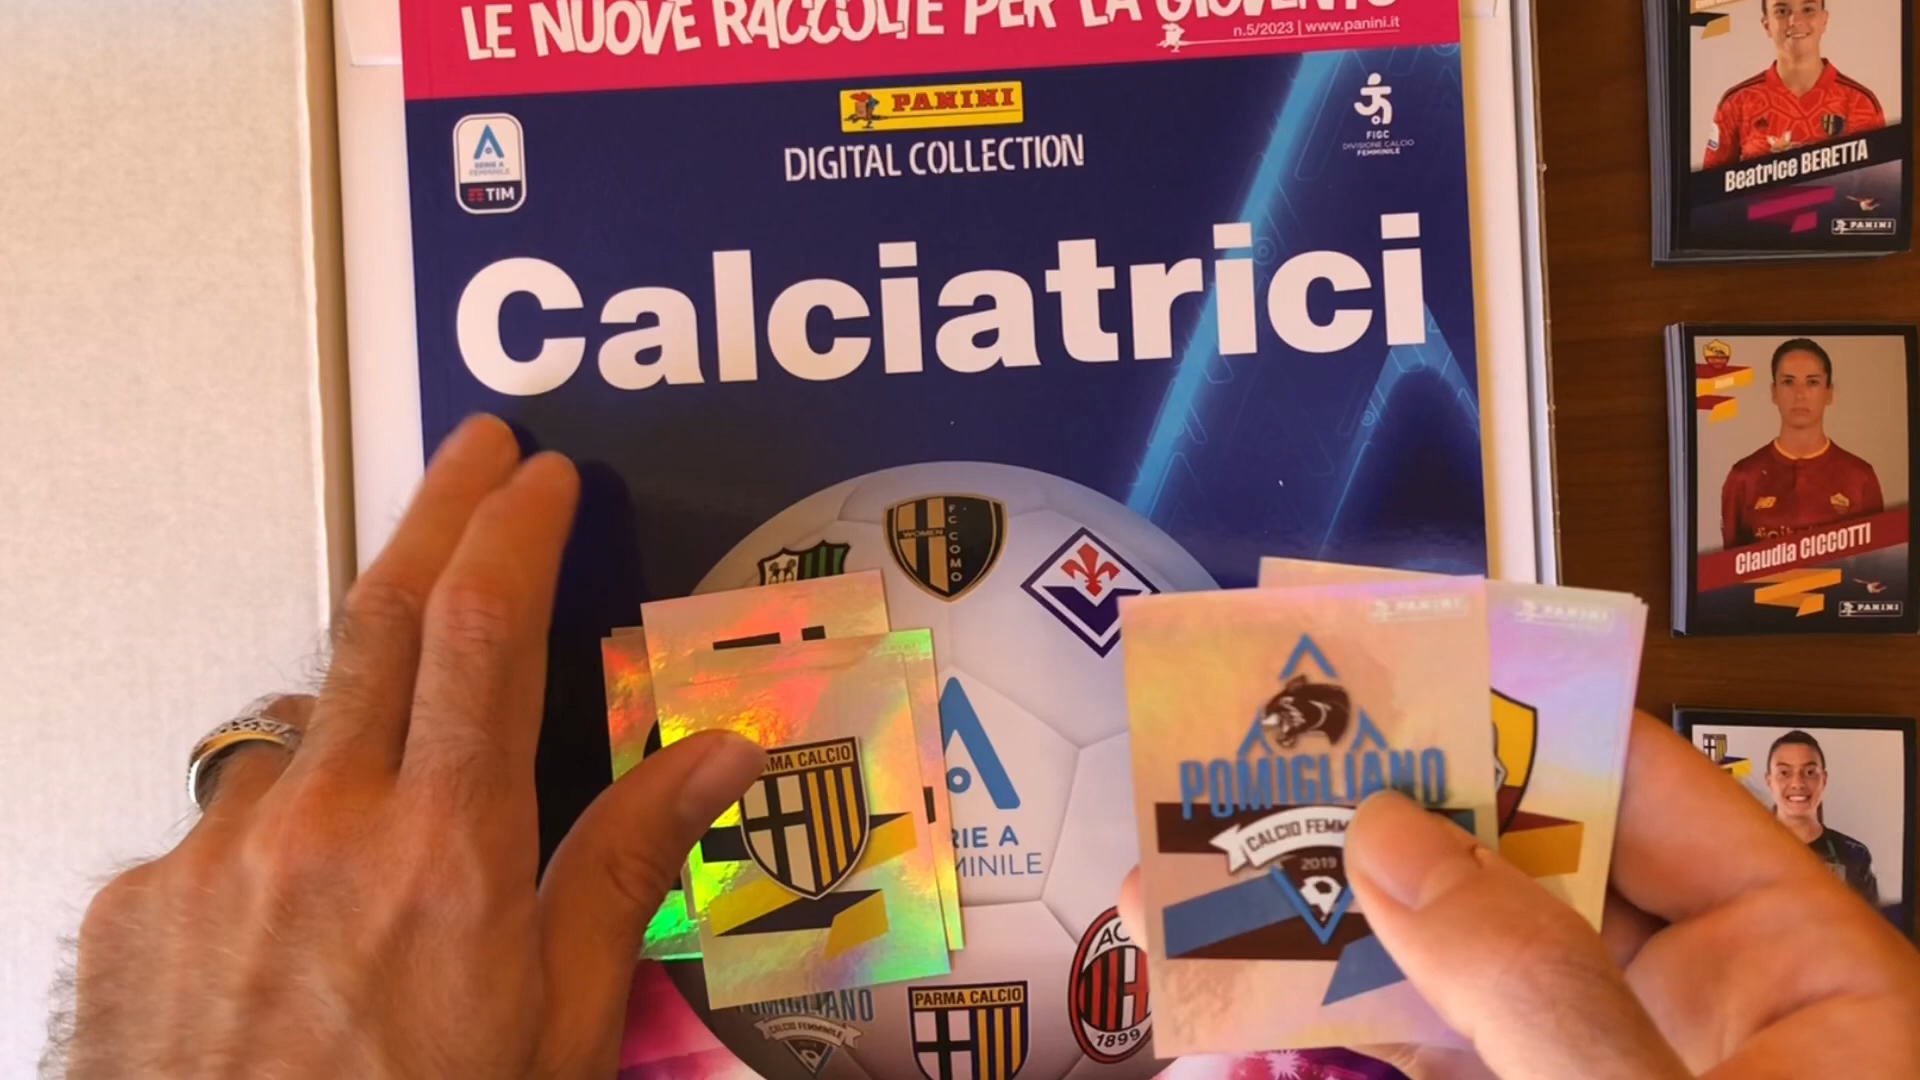 LE NUOVE RACCOLTE PER LA GIOVENTÙ
n.5/2023 | www.panini.it
PANINI
DIGITAL COLLECTION
SERIE A
FEMMINILE
TIM
FIGC
DIVISIONE CALCIO
FEMMINILE
Calciatrici
WOMEN
FC COMO
RIE A
MINILE
PARMA CALCIO
AC
1899
POMIGLIANO
CALCIO FEMMINILE
RMA CALCIO
PANINI
POMIGLIANO
CALCIO FEMM
2019
PANINI
Beatrice BERETTA
PANINI
Claudia CICCOTTI
PANINI